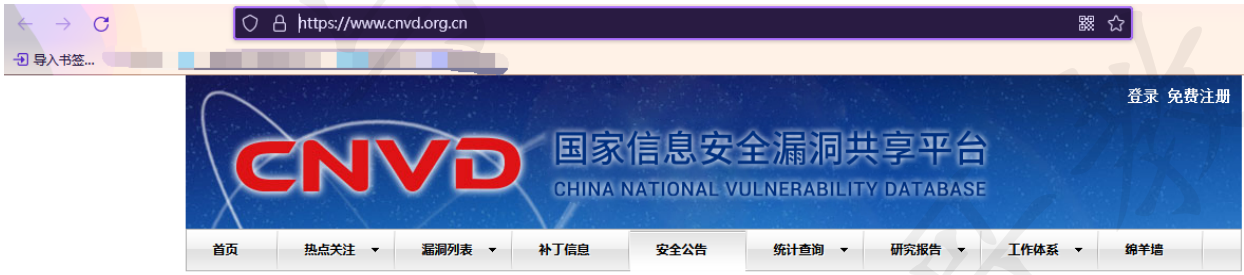 https://www.cnvd.org.cn
导入书签...
登录 免费注册
CNVD 国家信息安全漏洞共享平台
CHINA NATIONAL VULNERABILITY DATABASE
首页 热点关注 漏洞列表 补丁信息 安全公告 统计查询 研究报告 工作体系 绵羊墙